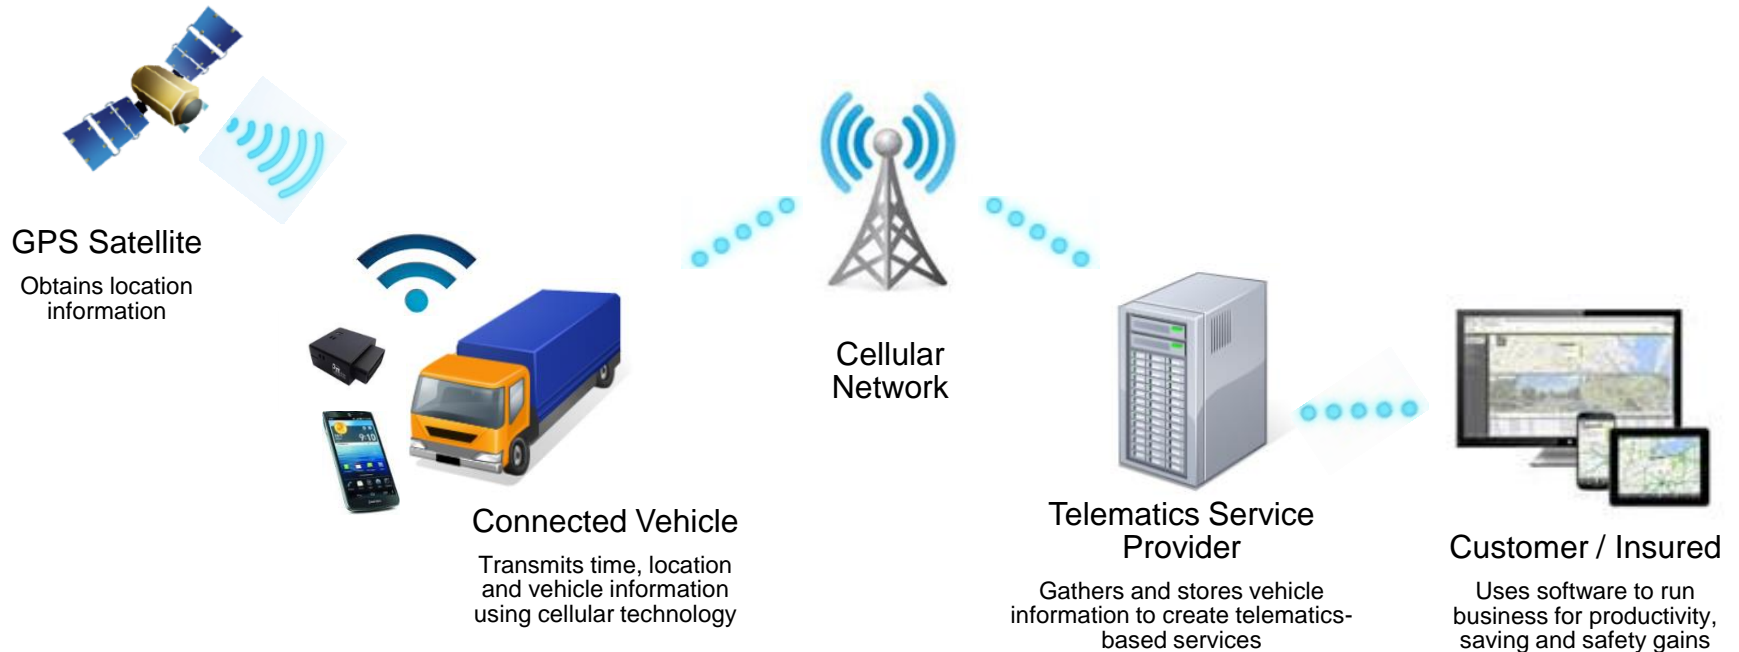 GPS Satellite
Obtains location
information
Connected Vehicle
Transmits time, location
and vehicle information
using cellular technology
9:10
Cellular
Network
Telematics Service
Provider
Gathers and stores vehicle
information to create telematics-
based services
Customer / Insured
Uses software to run
business for productivity,
saving and safety gains